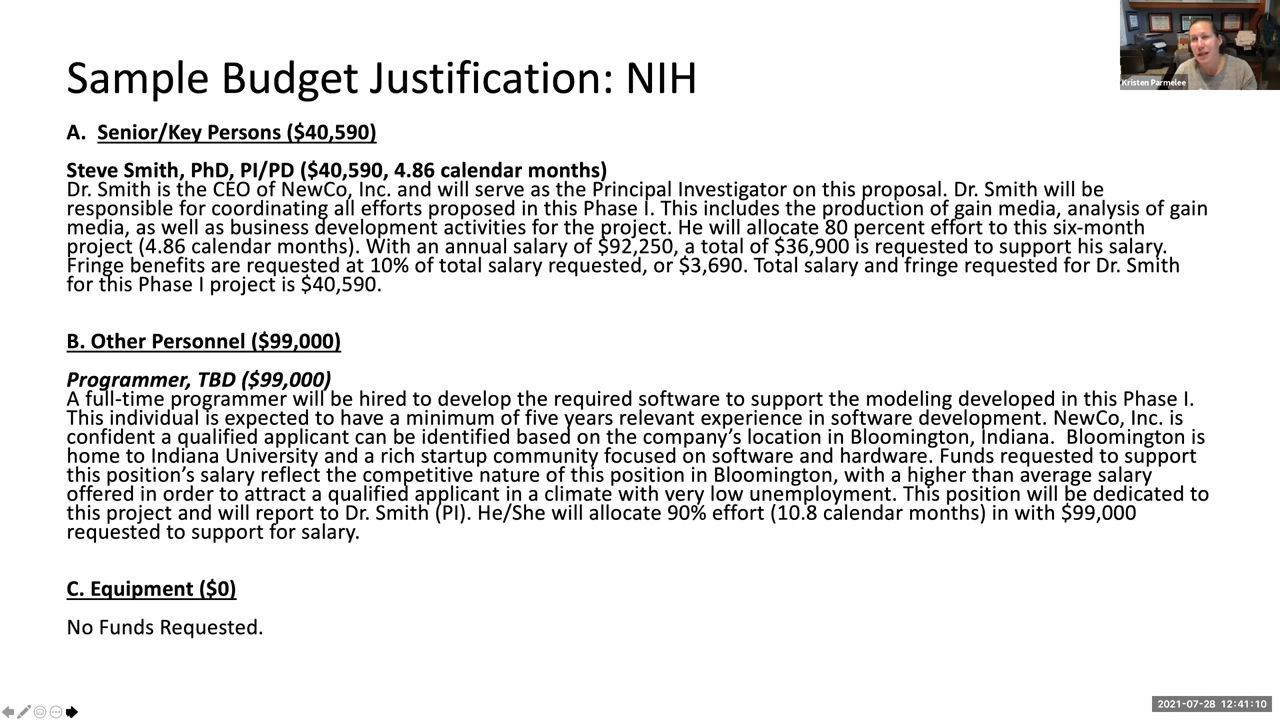 Sample Budget Justification: NIH
Kristen Parmelee
A. Senior/Key Persons ($40,590)
Steve Smith, PhD, PI/PD ($40,590, 4.86 calendar months)
Dr. Smith is the CEO of NewCo, Inc. and will serve as the Principal Investigator on this proposal. Dr. Smith will be
responsible for coordinating all efforts proposed in this Phase I. This includes the production of gain media, analysis of gain
media, as well as business development activities for the project. He will allocate 80 percent effort to this six-month
project (4.86 calendar months). With an annual salary of $92,250, a total of $36,900 is requested to support his salary.
Fringe benefits are requested at 10% of total salary requested, or $3,690. Total salary and fringe requested for Dr. Smith
for this Phase I project is $40,590.
B. Other Personnel ($99,000)
Programmer, TBD ($99,000)
A full-time programmer will be hired to develop the required software to support the modeling developed in this Phase I.
This individual is expected to have a minimum of five years relevant experience in software development. NewCo, Inc. is
confident a qualified applicant can be identified based on the company's location in Bloomington, Indiana.  Bloomington is
home to Indiana University and a rich startup community focused on software and hardware. Funds requested to support
this position's salary reflect the competitive nature of this position in Bloomington, with a higher than average salary
offered in order to attract a qualified applicant in a climate with very low unemployment. This position will be dedicated to
this project and will report to Dr. Smith (PI). He/She will allocate 90% effort (10.8 calendar months) in with $99,000
requested to support for salary.
C. Equipment ($0)
No Funds Requested.
2021-07-28 12:41:10